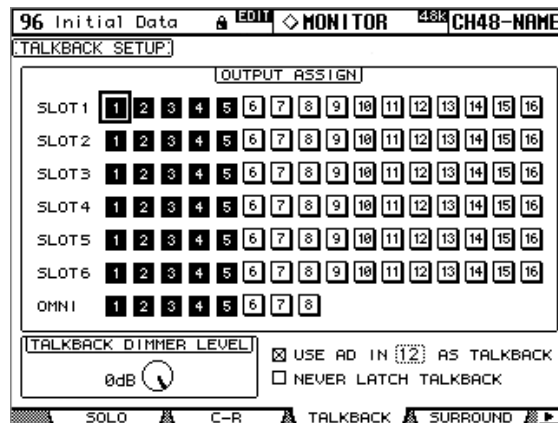 96 Initial Data EDIT MONITOR 48K CH48-NAME
TALKBACK SETUP
OUTPUT ASSIGN
SLOT1 1 2 3 4 5 6 7 8 9 10 11 12 13 14 15 16
SLOT2 1 2 3 4 5 6 7 8 9 10 11 12 13 14 15 16
SLOT3 1 2 3 4 5 6 7 8 9 10 11 12 13 14 15 16
SLOT4 1 2 3 4 5 6 7 8 9 10 11 12 13 14 15 16
SLOT5 1 2 3 4 5 6 7 8 9 10 11 12 13 14 15 16
SLOT6 1 2 3 4 5 6 7 8 9 10 11 12 13 14 15 16
OMNI 1 2 3 4 5 6 7 8
TALKBACK DIMMER LEVEL
0dB
USE AD IN 12 AS TALKBACK
NEVER LATCH TALKBACK
SOLO C-R TALKBACK SURROUND